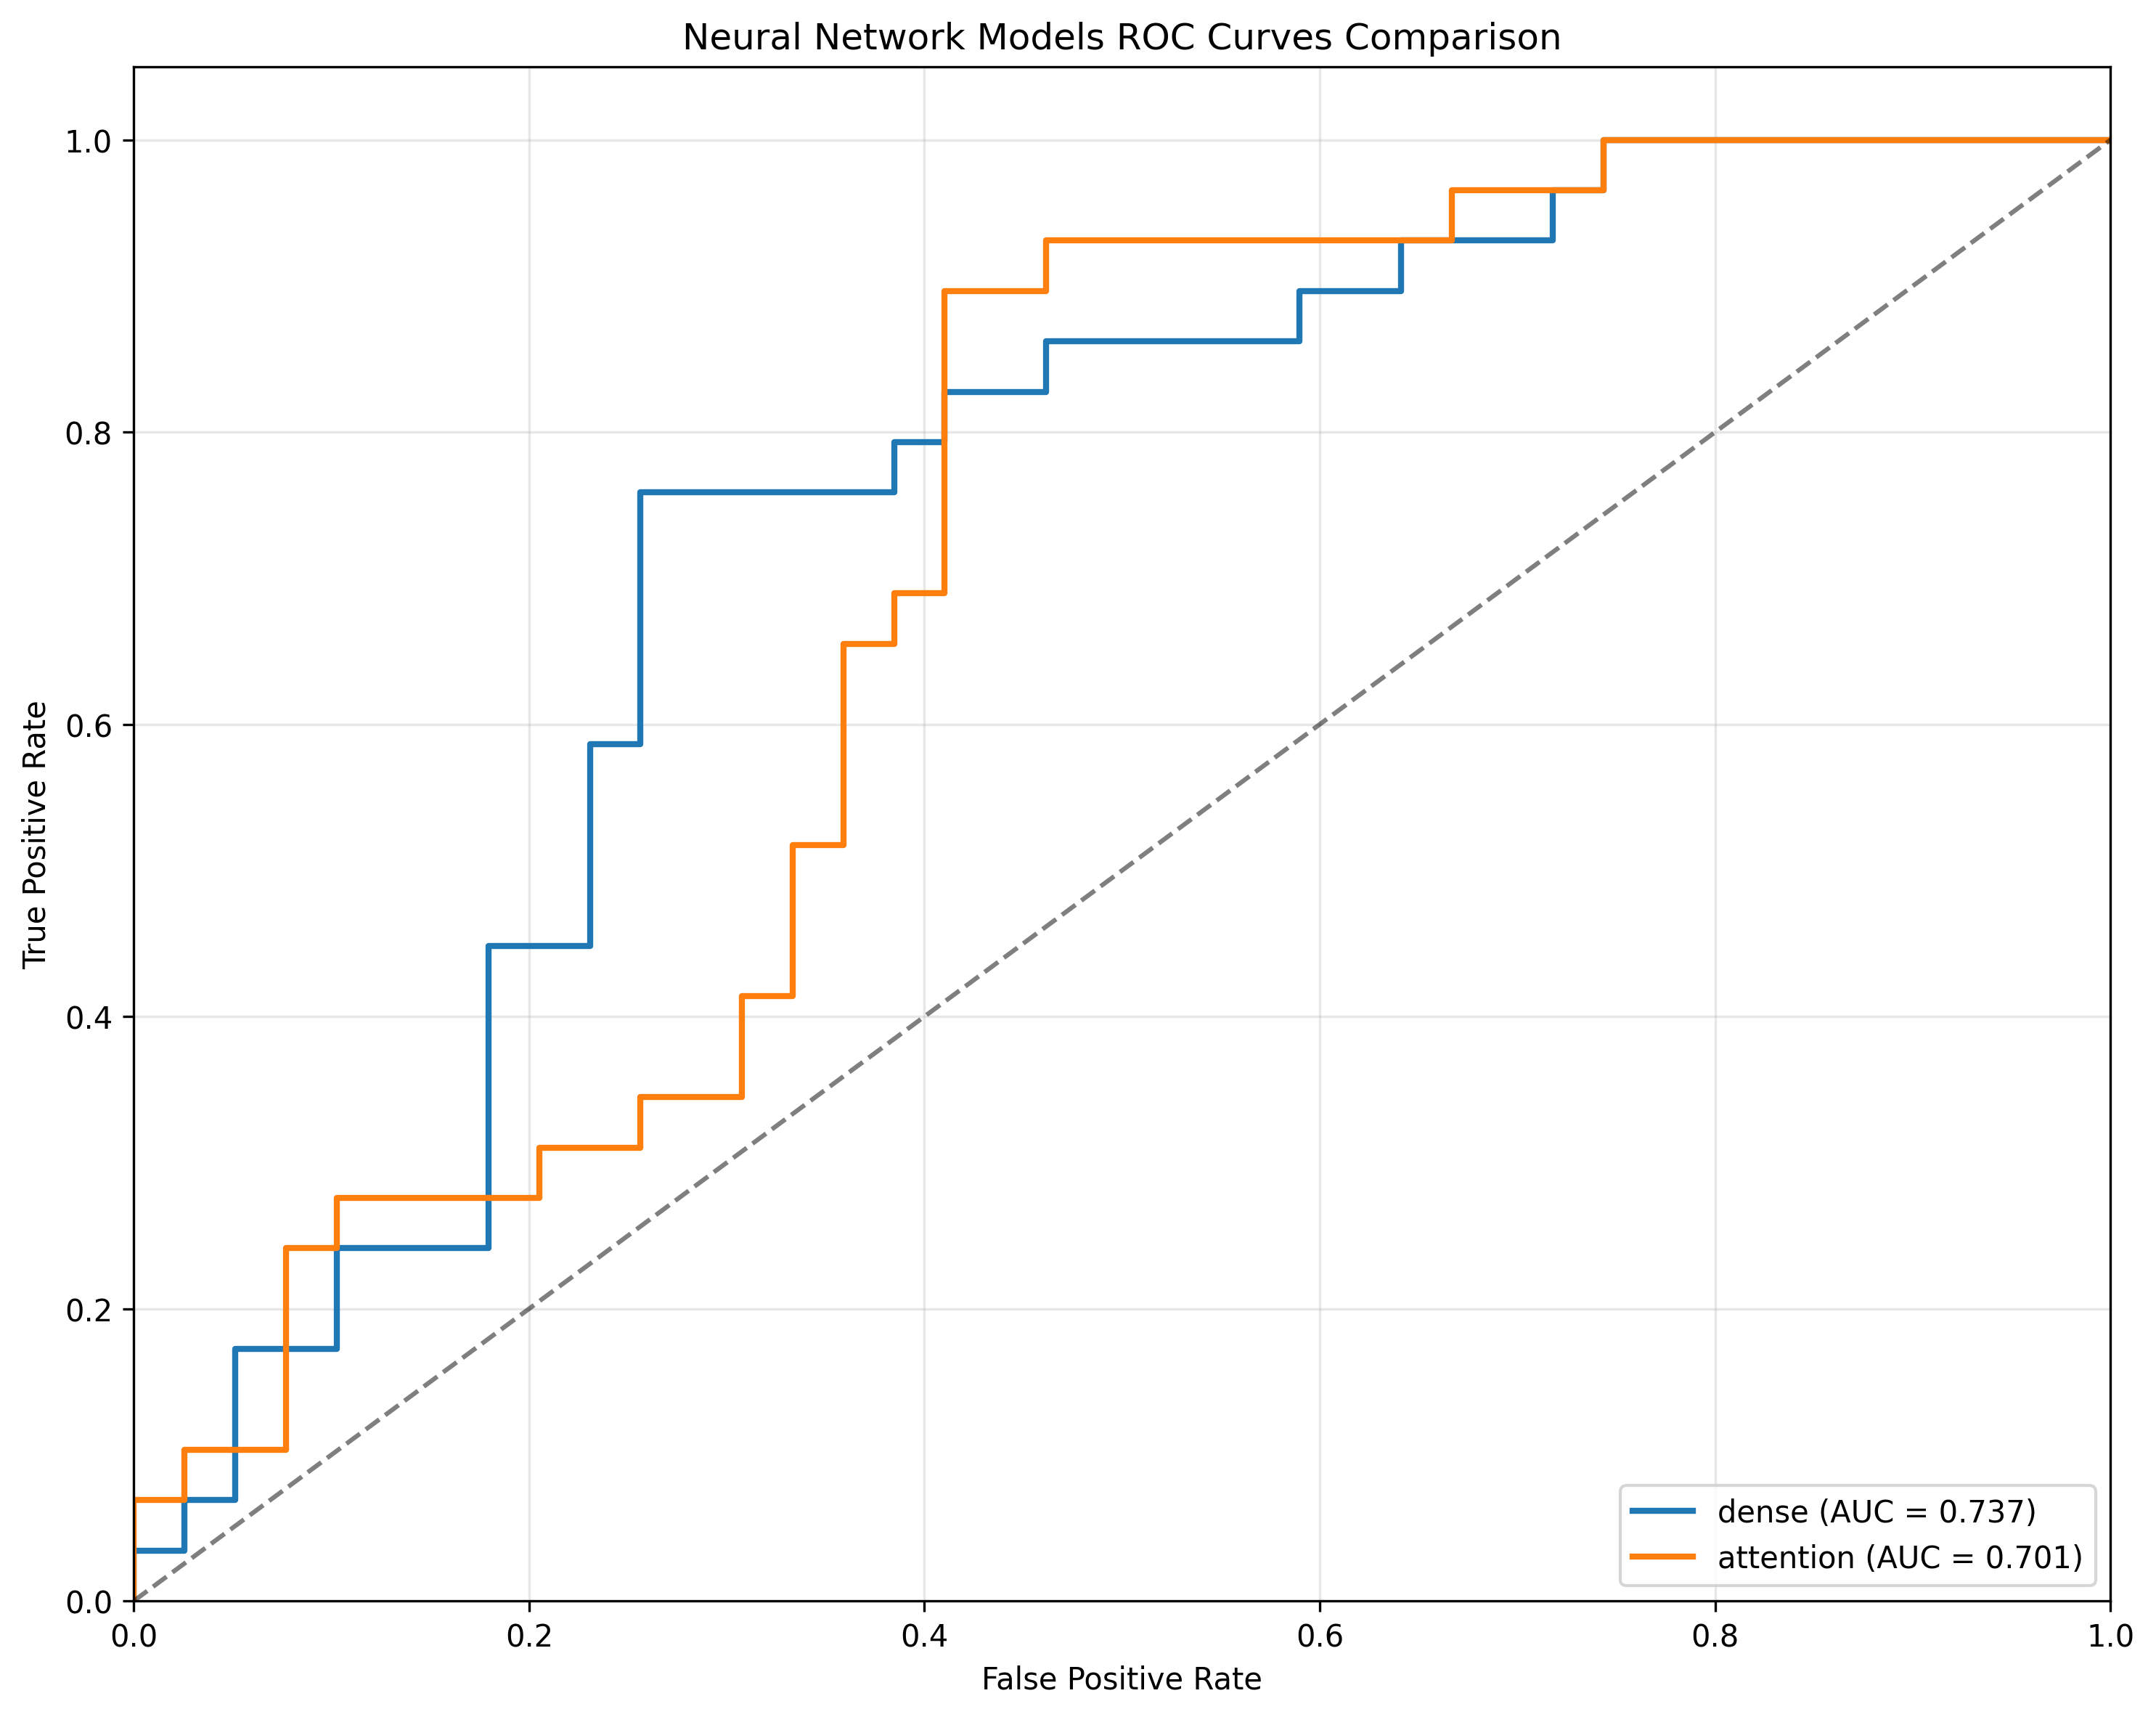 Neural Network Models ROC Curves Comparison
True Positive Rate
1.0
0.8
0.6
0.4
0.2
0.0
0.0 0.2 0.4 0.6 0.8 1.0
False Positive Rate
dense (AUC = 0.737)
attention (AUC = 0.701)